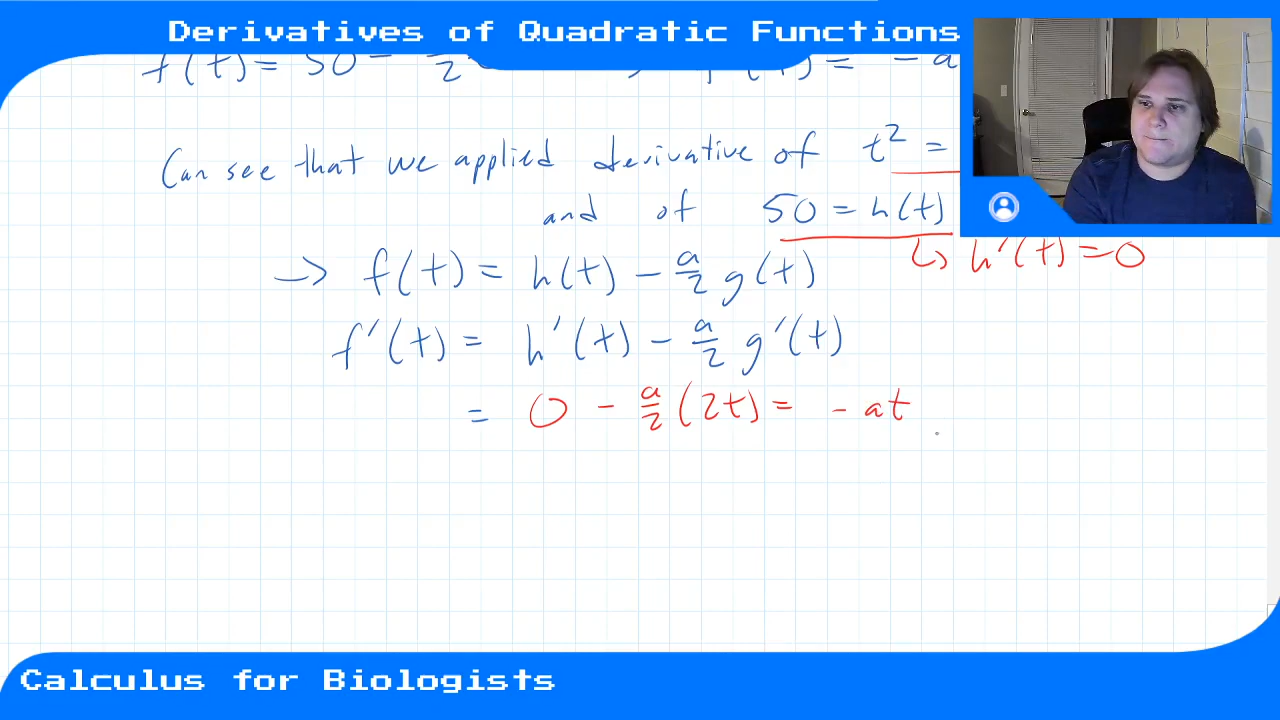 Derivatives of Quadratic Functions
f(t) = 50 -
Can see that we applied derivative of t² =
and of 50 = h(t)
↳ h'(t) = 0
→ f(t) = h(t) - a/2 g(t)
f'(t) = h'(t) - a/2 g'(t)
= 0 - a/2 (2t) = - at
Calculus for Biologists